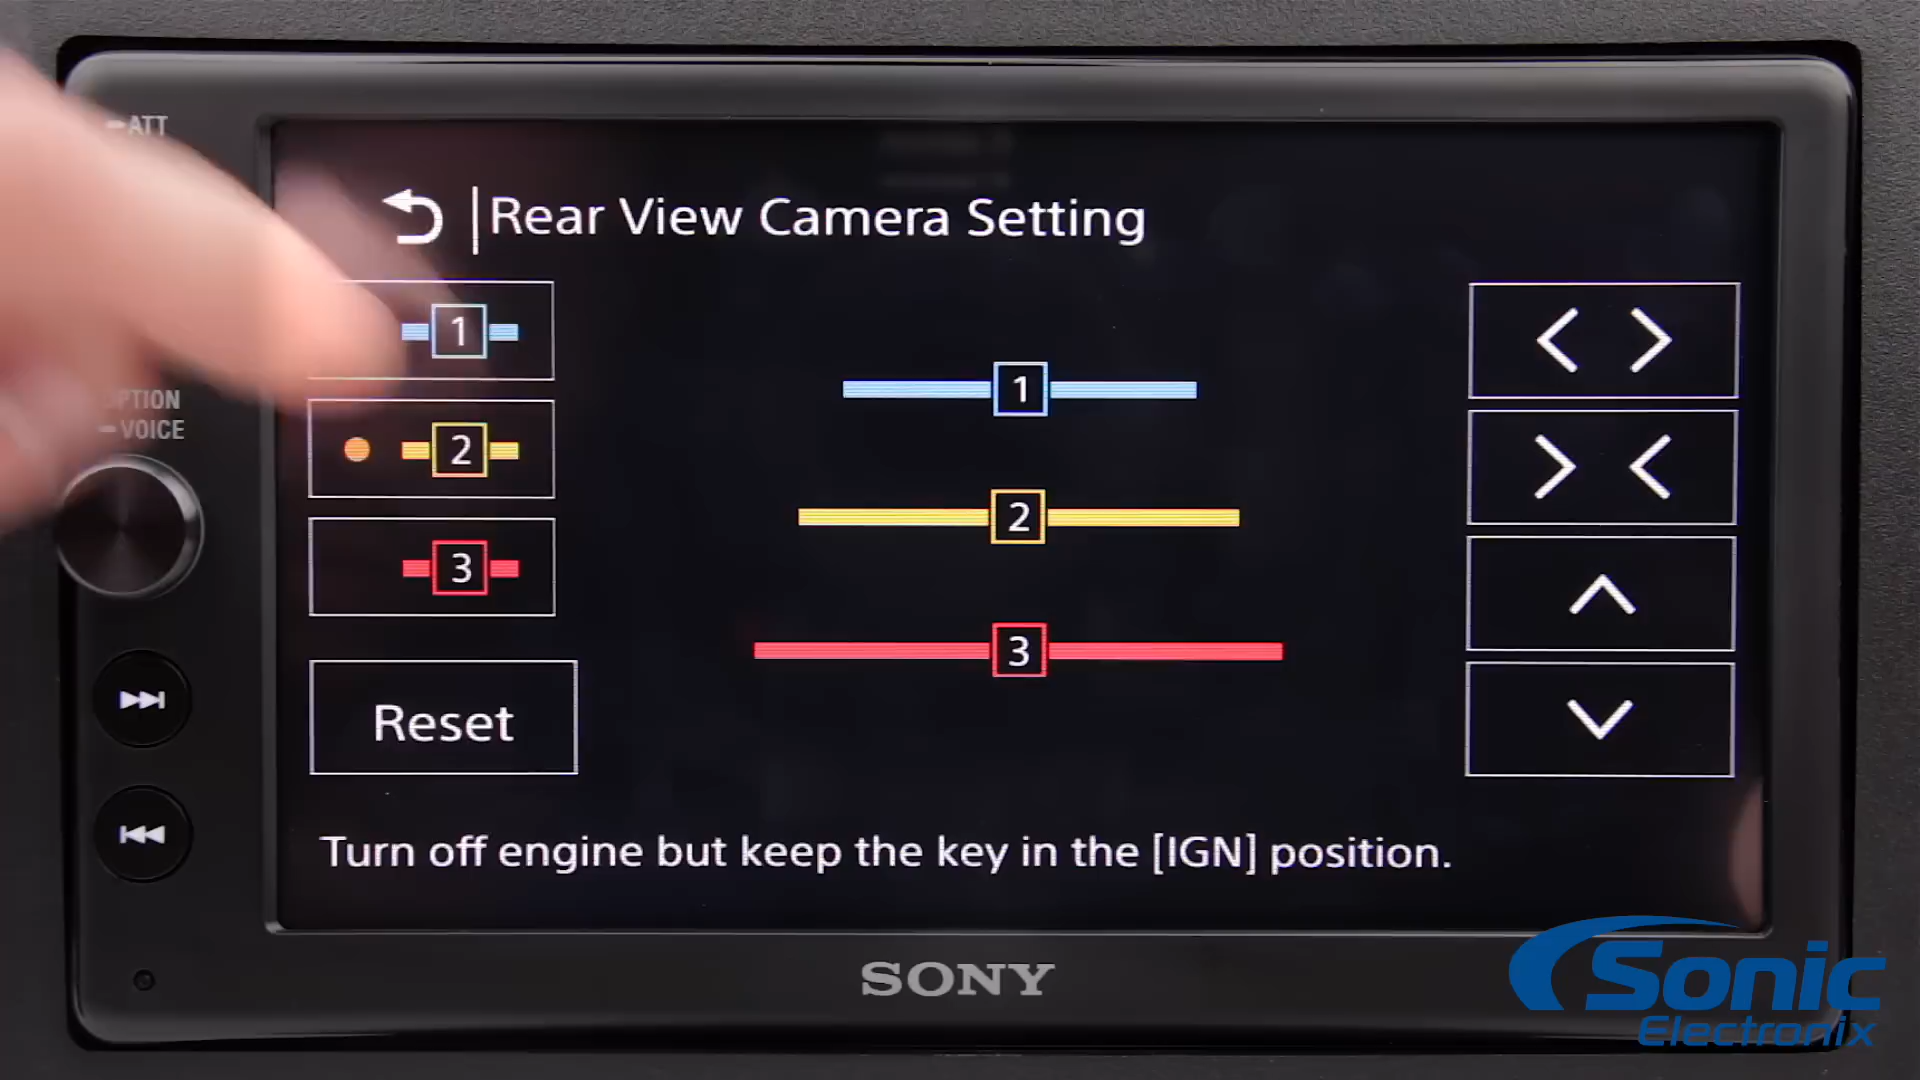 ATT
Rear View Camera Setting
1
1
OPTION
VOICE
2
2
3
3
Reset
Turn off engine but keep the key in the [IGN] position.
SONY
Sonic
Electronix